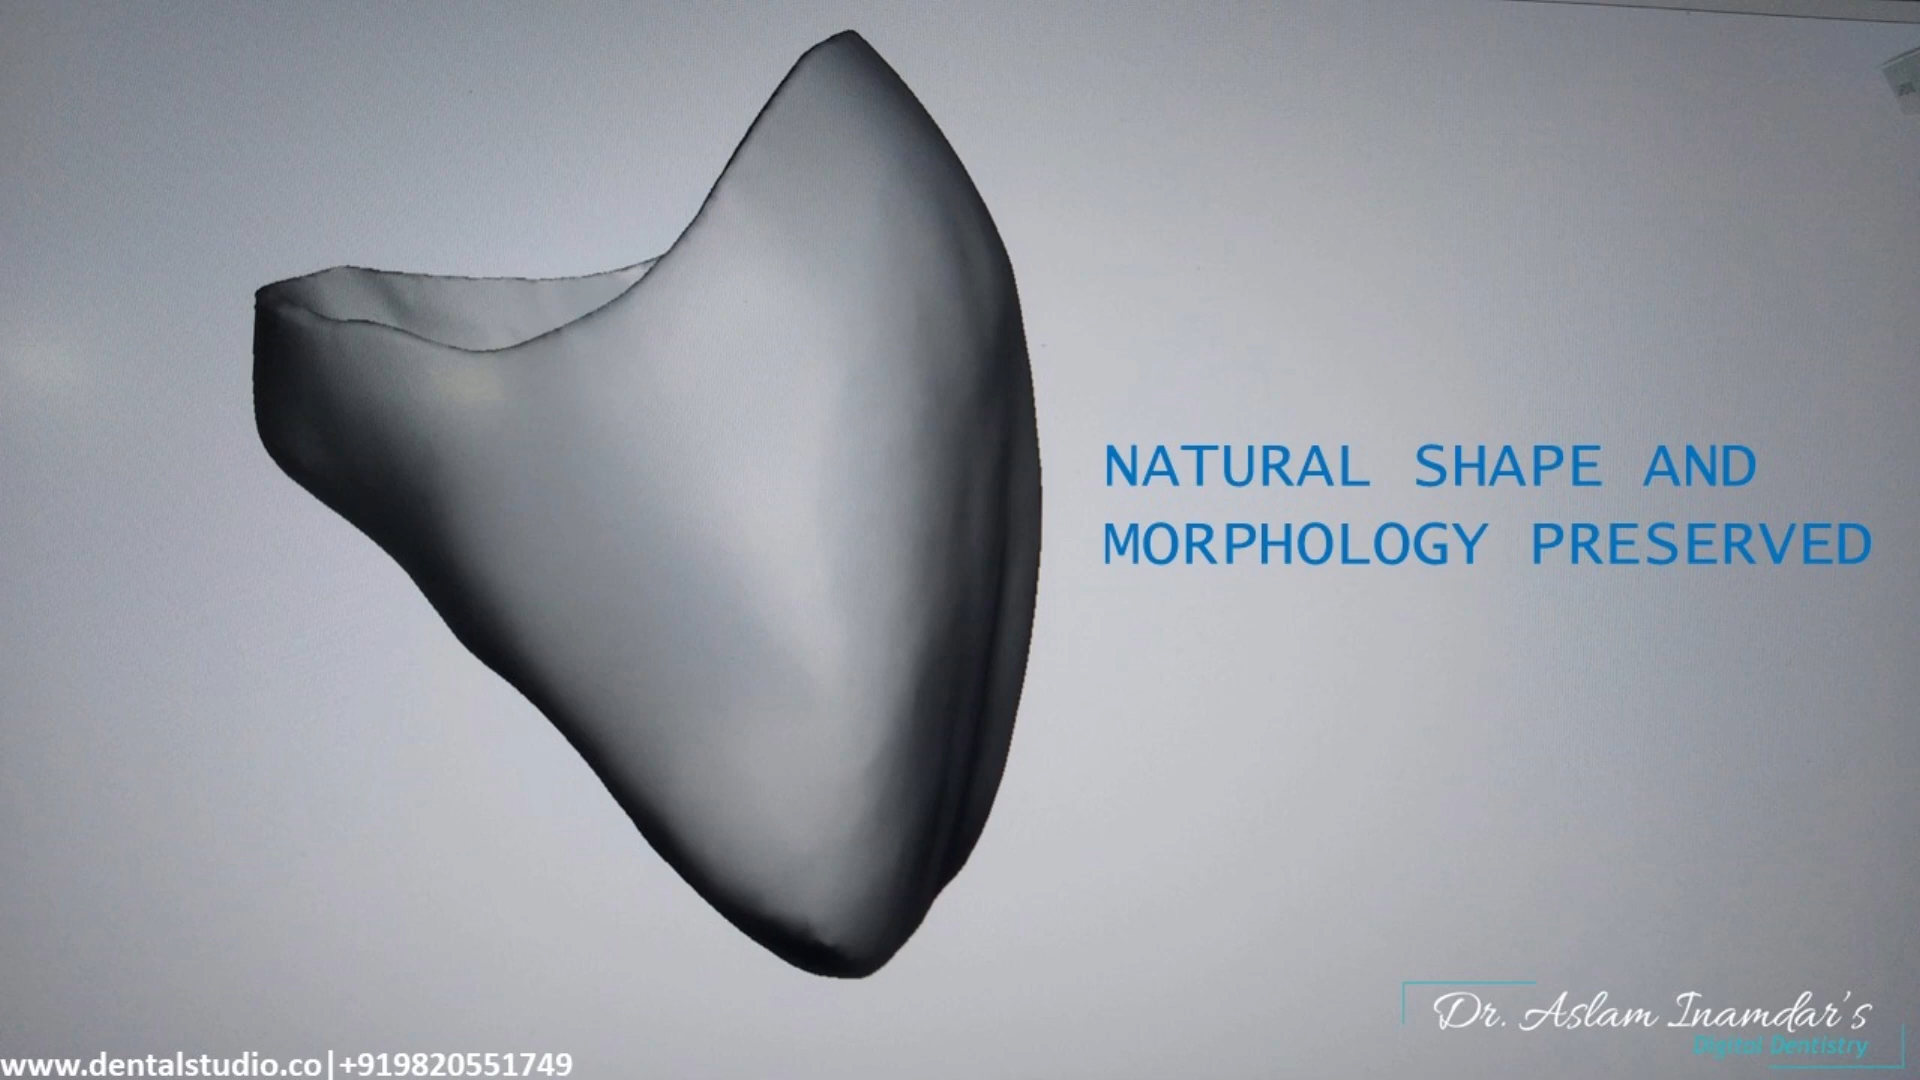 NATURAL SHAPE AND
MORPHOLOGY PRESERVED
Dr. Aslam Inamdar's
Digital Dentistry
www.dentalstudio.co|+919820551749